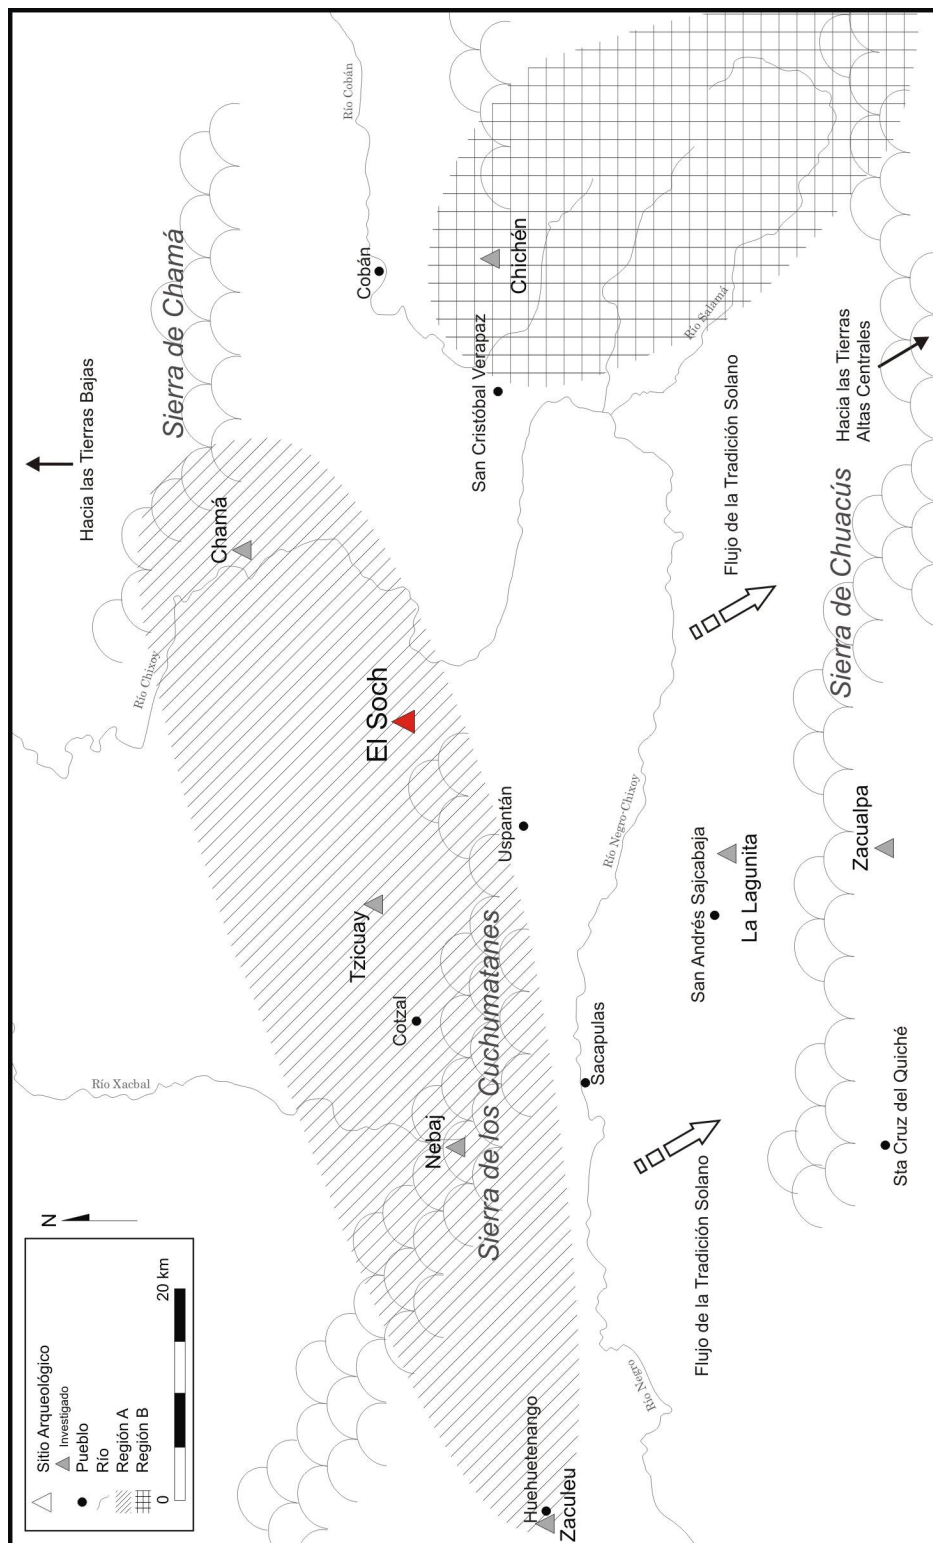 Sitio Arqueológico
Investigado
Pueblo
Río
Región A
Región B
0
20 km
N
Río Xacbal
Hacia las Tierras Bajas
Río Chixoy
Sierra de Chamá
Chamá
Río Cobán
Cobán
El Soch
Tzicuay
Cotzal
Nebaj
Sierra de los Cuchumatanes
Uspantán
San Cristóbal Verapaz
Chichén
Huehuetenango
Zaculeu
Sacapulas
Río Negro
Río Negro-Chixoy
Río Salamá
Flujo de la Tradición Solano
Flujo de la Tradición Solano
San Andrés Sajcabaja
La Lagunita
Sierra de Chuacús
Hacia las Tierras
Altas Centrales
Zacualpa
Sta Cruz del Quiché